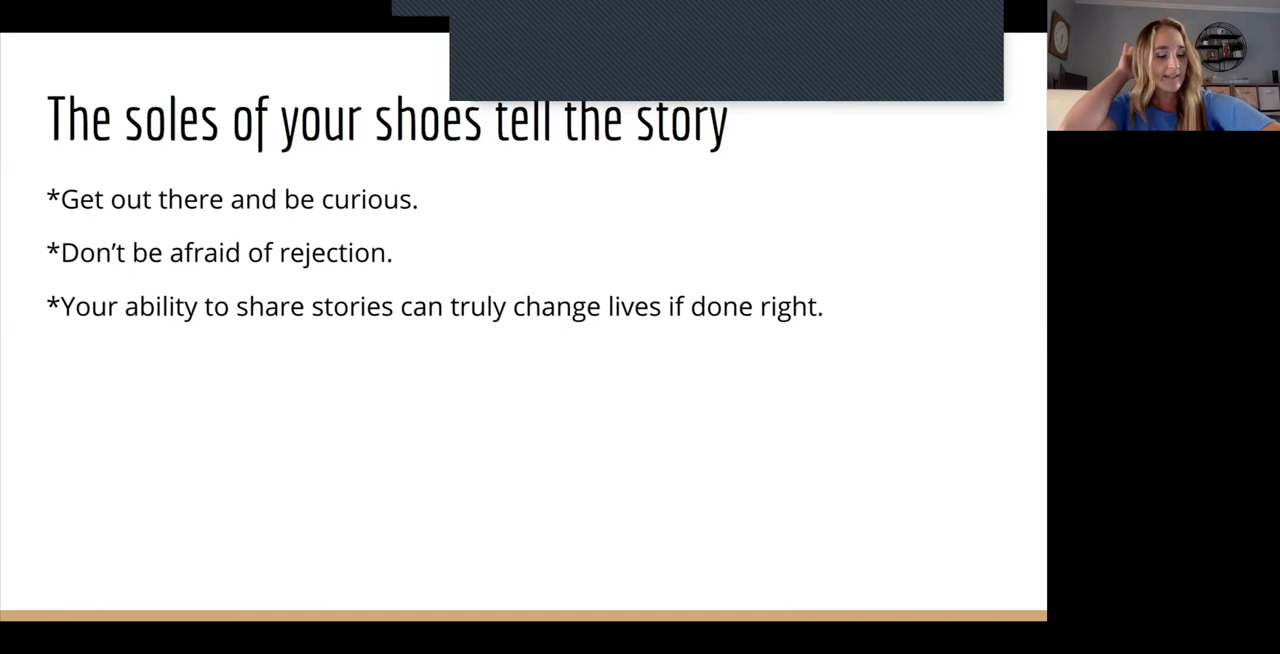 The soles of your shoes tell the story
*Get out there and be curious.
*Don’t be afraid of rejection.
*Your ability to share stories can truly change lives if done right.